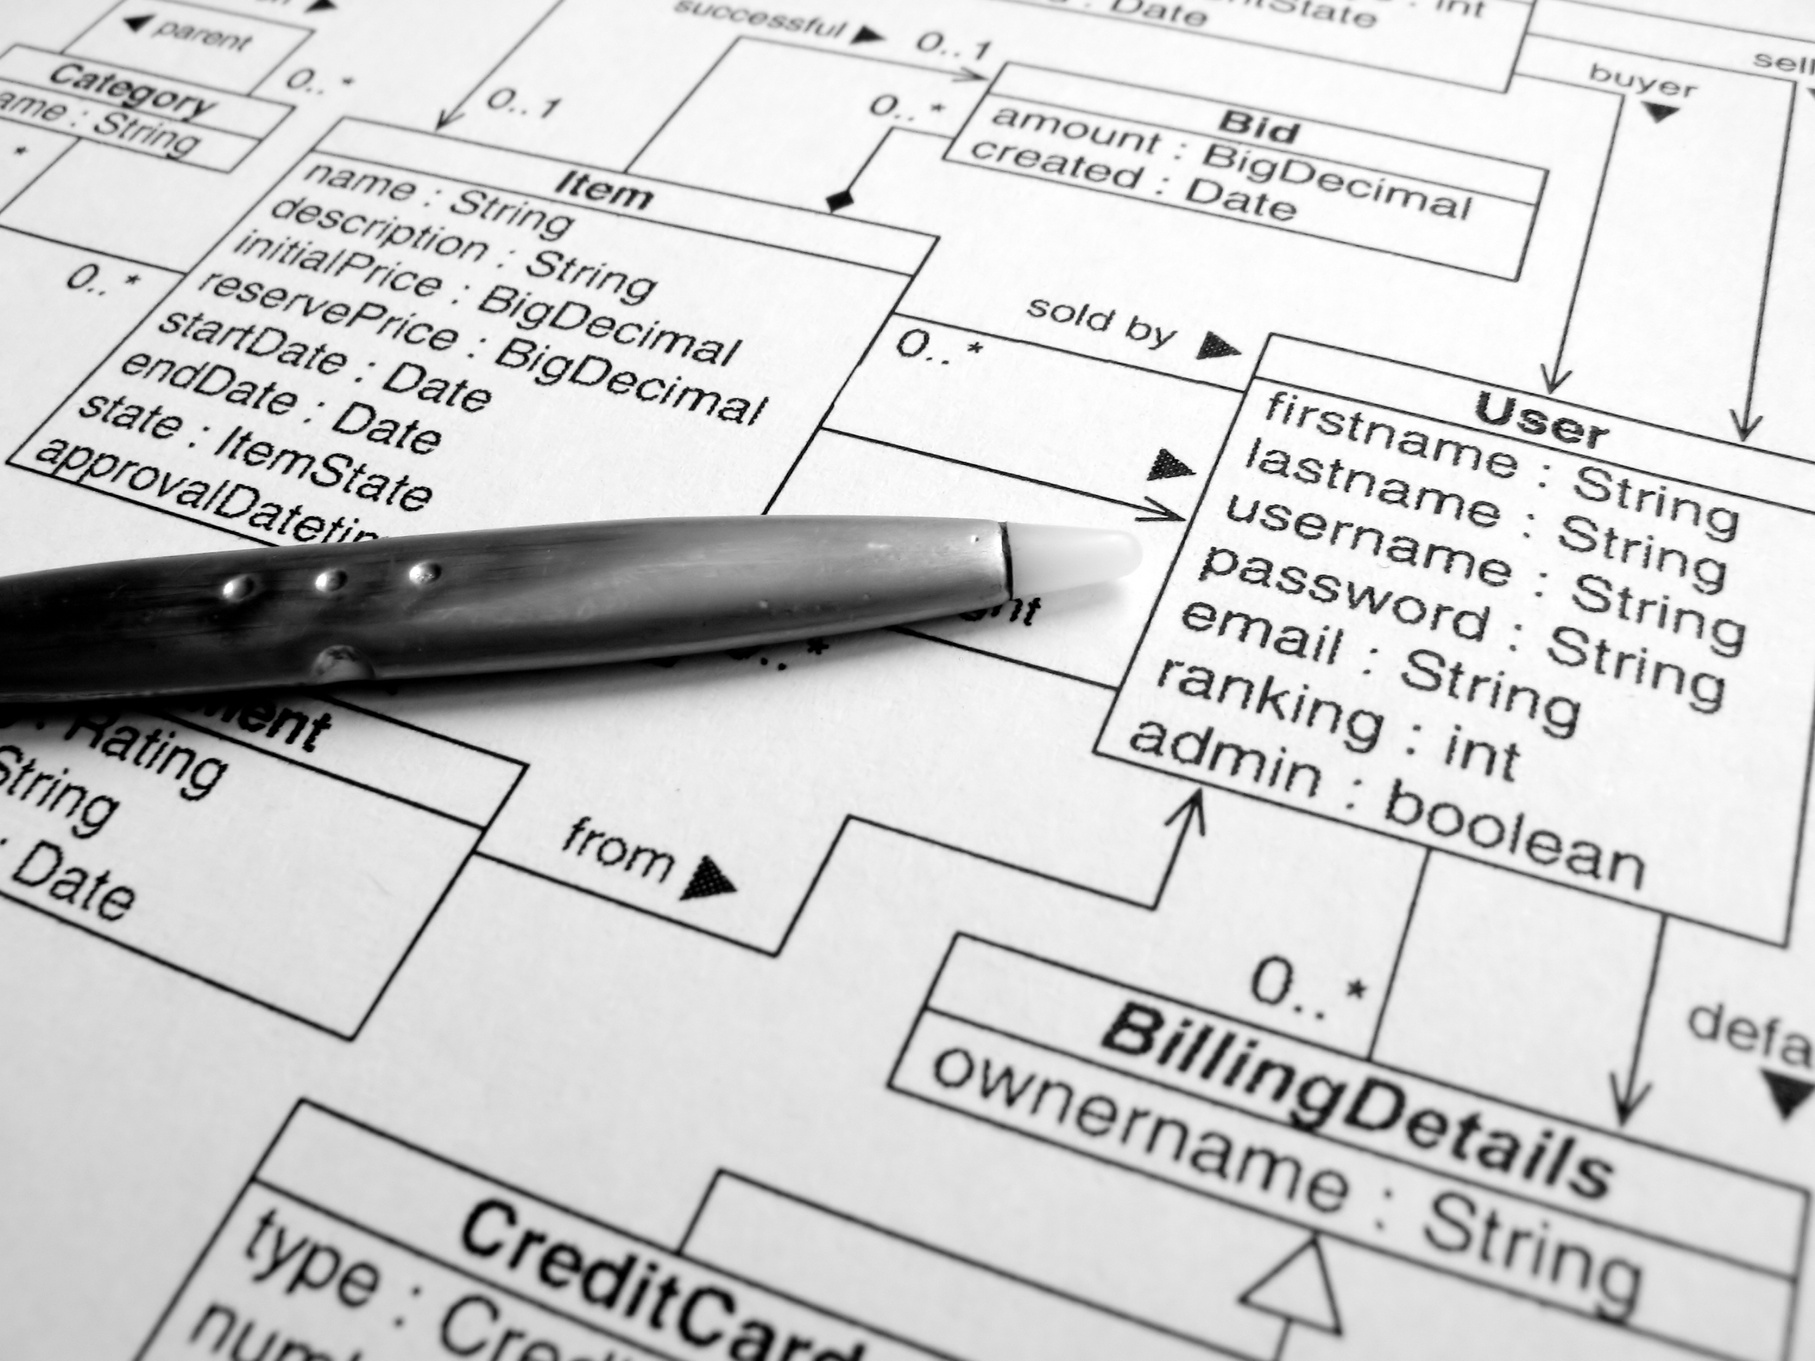 parent
Category
: String
*
0..*
0..*
0..1
successful
0..1
0..*
Date
: int
buyer
Bid
amount : BigDecimal
created : Date
Item
name : String
description : String
initialPrice : BigDecimal
reservePrice : BigDecimal
startDate : Date
endDate : Date
state : ItemState
sold by
0..*
User
firstname : String
lastname : String
username : String
password : String
email : String
ranking : int
admin : boolean
..*
: Rating
String
: Date
from
0..*
BillingDetails
ownername : String
type :